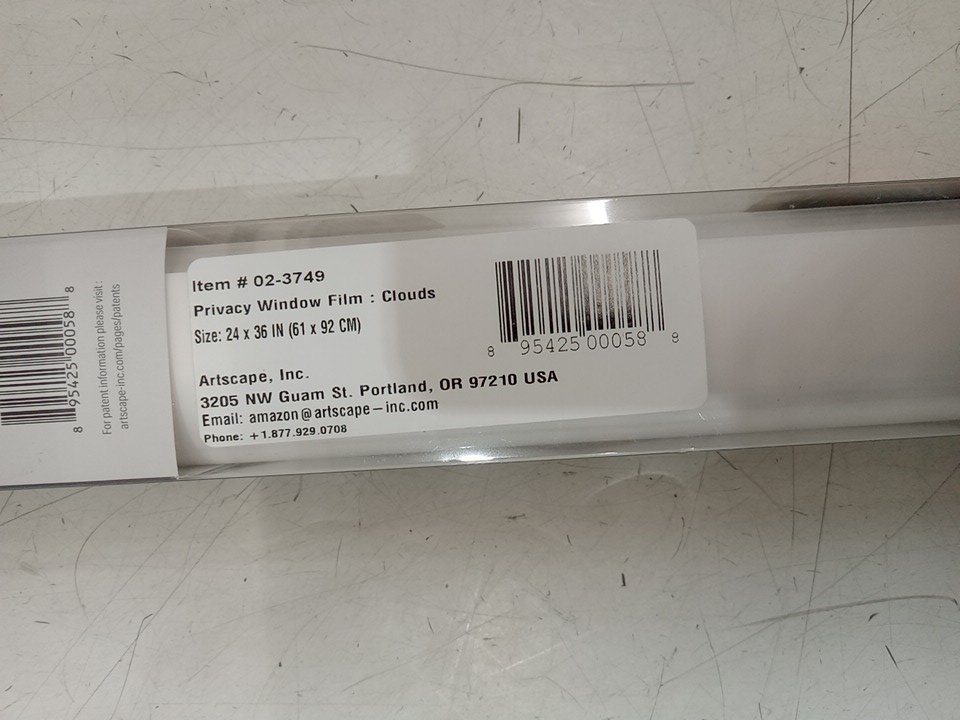 Item # 02-3749
Privacy Window Film : Clouds
Size: 24 x 36 IN (61 x 92 CM)
Artscape, Inc.
3205 NW Guam St. Portland, OR 97210 USA
Email: amazon@artscape-inc.com
Phone: +1.877.929.0708
8 95425 00058 8
8 95425 00058 8
For patent information please visit :
artscape-inc.com/pages/patents